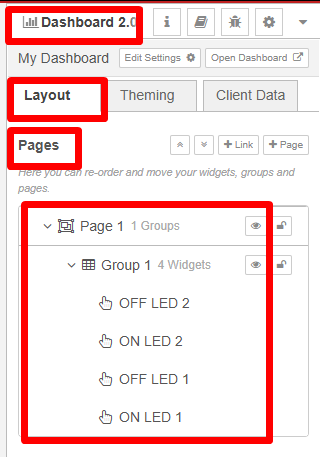 Dashboard 2.0
My Dashboard Edit Settings Open Dashboard
Layout Theming Client Data
Pages + Link + Page
Here you can re-order and move your widgets, groups and
pages.
Page 1 1 Groups
Group 1 4 Widgets
OFF LED 2
ON LED 2
OFF LED 1
ON LED 1